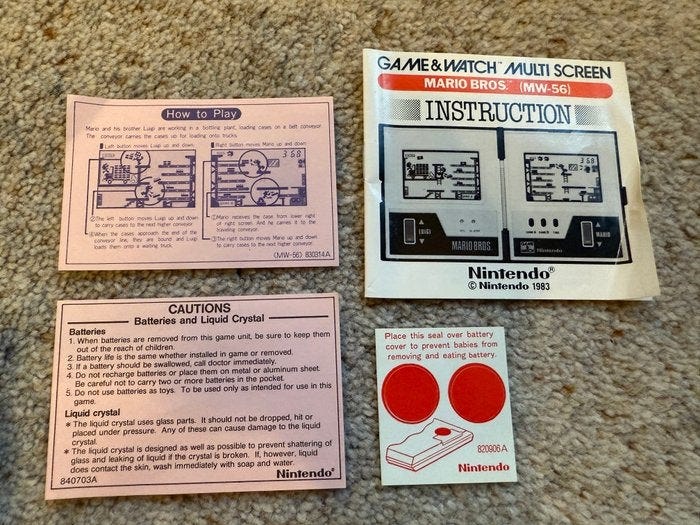 How to Play
Mario and his brother Luigi are working in a bottling plant, loading cases on a belt conveyor.
The conveyor carries the cases up for loading onto trucks.
Left button moves Luigi up and down.
Right button moves Mario up and down.
368
②The left button moves Luigi up and down
to carry cases to the next higher conveyor.
④When the cases approach the end of the
conveyor line, they are bound and Luigi
loads them onto a waiting truck.
①Mario receives the case from lower right
of right screen. And he carries it to the
traveling conveyor.
③The right button moves Mario up and down
to carry cases to the next higher conveyor.
(MW-56) 830314A
GAME&WATCH™ MULTI SCREEN
MARIO BROS.™ (MW-56)
INSTRUCTION
368
LUIGI
MARIO BROS.
Nintendo
MARIO
Nintendo®
© Nintendo 1983
CAUTIONS
Batteries and Liquid Crystal
Batteries
1. When batteries are removed from this game unit, be sure to keep them
out of the reach of children.
2. Battery life is the same whether installed in game or removed.
3. If a battery should be swallowed, call doctor immediately.
4. Do not recharge batteries or place them on metal or aluminum sheet.
Be careful not to carry two or more batteries in the pocket.
5. Do not use batteries as toys. To be used only as intended for use in this
game.
Liquid crystal
* The liquid crystal uses glass parts. It should not be dropped, hit or
placed under pressure. Any of these can cause damage to the liquid
crystal.
* The liquid crystal is designed as well as possible to prevent shattering of
glass and leaking of liquid if the crystal is broken. If, however, liquid
does contact the skin, wash immediately with soap and water.
840703A
Nintendo®
Place this seal over battery
cover to prevent babies from
removing and eating battery.
820906A
Nintendo